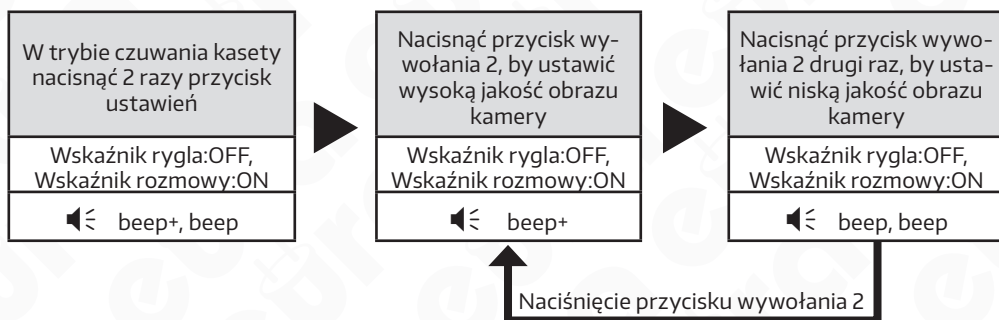 W trybie czuwania kasety
nacisnąć 2 razy przycisk
ustawień
Wskaźnik rygla:OFF,
Wskaźnik rozmowy:ON
beep+, beep
Nacisnąć przycisk wy-
wołania 2, by ustawić
wysoką jakość obrazu
kamery
Wskaźnik rygla:OFF,
Wskaźnik rozmowy:ON
beep+
Nacisnąć przycisk wywo-
łania 2 drugi raz, by usta-
wić niską jakość obrazu
kamery
Wskaźnik rygla:OFF,
Wskaźnik rozmowy:ON
beep, beep
Naciśnięcie przycisku wywołania 2